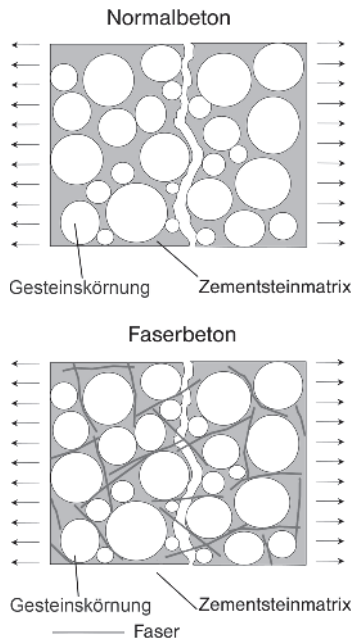 Normalbeton
Gesteinskörnung Zementsteinmatrix
Faserbeton
Gesteinskörnung Zementsteinmatrix
Faser